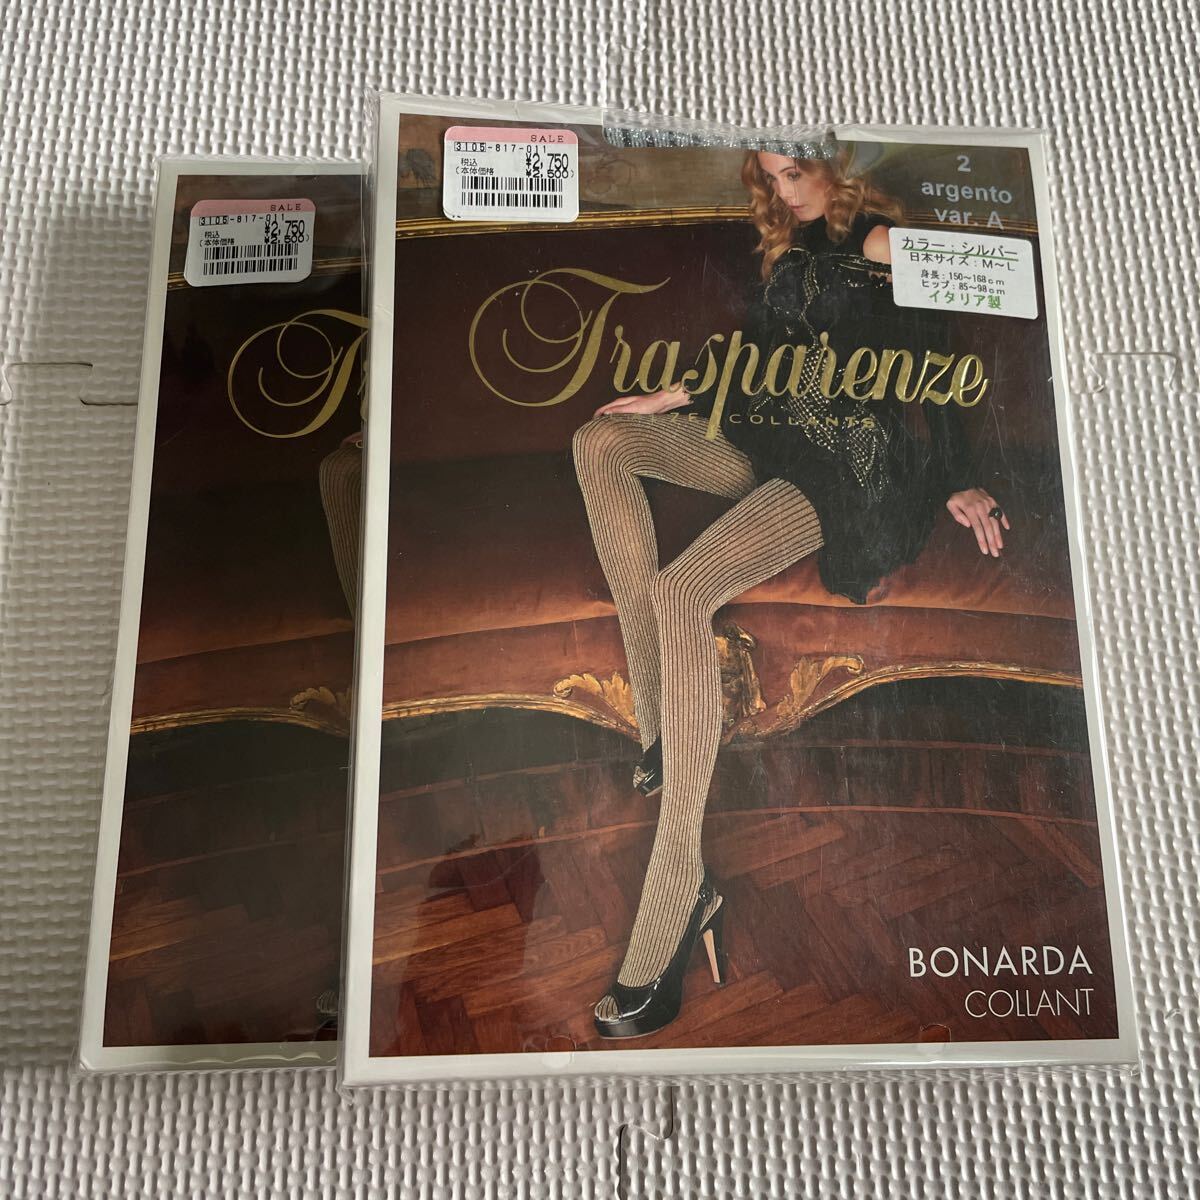 SALE
3105-817-011
税込 ¥2,750
(本体価格 ¥2,500)
SALE
3105-817-011
税込 ¥2,750
(本体価格 ¥2,500)
2
argento
var. A
カラー：シルバー
日本サイズ：M～L
身長：150～168cm
ヒップ：85～98cm
イタリア製
Trasparenze
COLLANTS
BONARDA
COLLANT